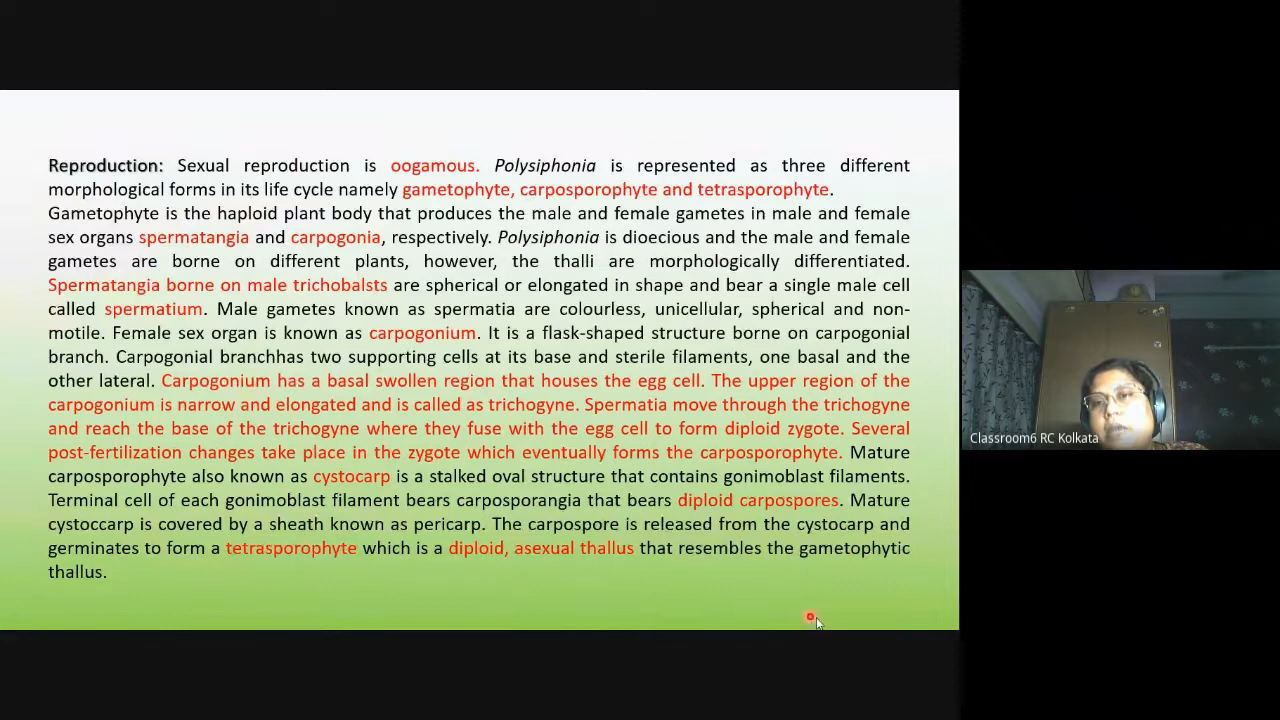 Reproduction: Sexual reproduction is oogamous. Polysiphonia is represented as three different
morphological forms in its life cycle namely gametophyte, carposporophyte and tetrasporophyte.
Gametophyte is the haploid plant body that produces the male and female gametes in male and female
sex organs spermatangia and carpogonia, respectively. Polysiphonia is dioecious and the male and female
gametes are borne on different plants, however, the thalli are morphologically differentiated.
Spermatangia borne on male trichobalsts are spherical or elongated in shape and bear a single male cell
called spermatium. Male gametes known as spermatia are colourless, unicellular, spherical and non-
motile. Female sex organ is known as carpogonium. It is a flask-shaped structure borne on carpogonial
branch. Carpogonial branchhas two supporting cells at its base and sterile filaments, one basal and the
other lateral. Carpogonium has a basal swollen region that houses the egg cell. The upper region of the
carpogonium is narrow and elongated and is called as trichogyne. Spermatia move through the trichogyne
and reach the base of the trichogyne where they fuse with the egg cell to form diploid zygote. Several
post-fertilization changes take place in the zygote which eventually forms the carposporophyte. Mature
carposporophyte also known as cystocarp is a stalked oval structure that contains gonimoblast filaments.
Terminal cell of each gonimoblast filament bears carposporangia that bears diploid carpospores. Mature
cystoccarp is covered by a sheath known as pericarp. The carpospore is released from the cystocarp and
germinates to form a tetrasporophyte which is a diploid, asexual thallus that resembles the gametophytic
thallus.
Classroom6 RC Kolkata